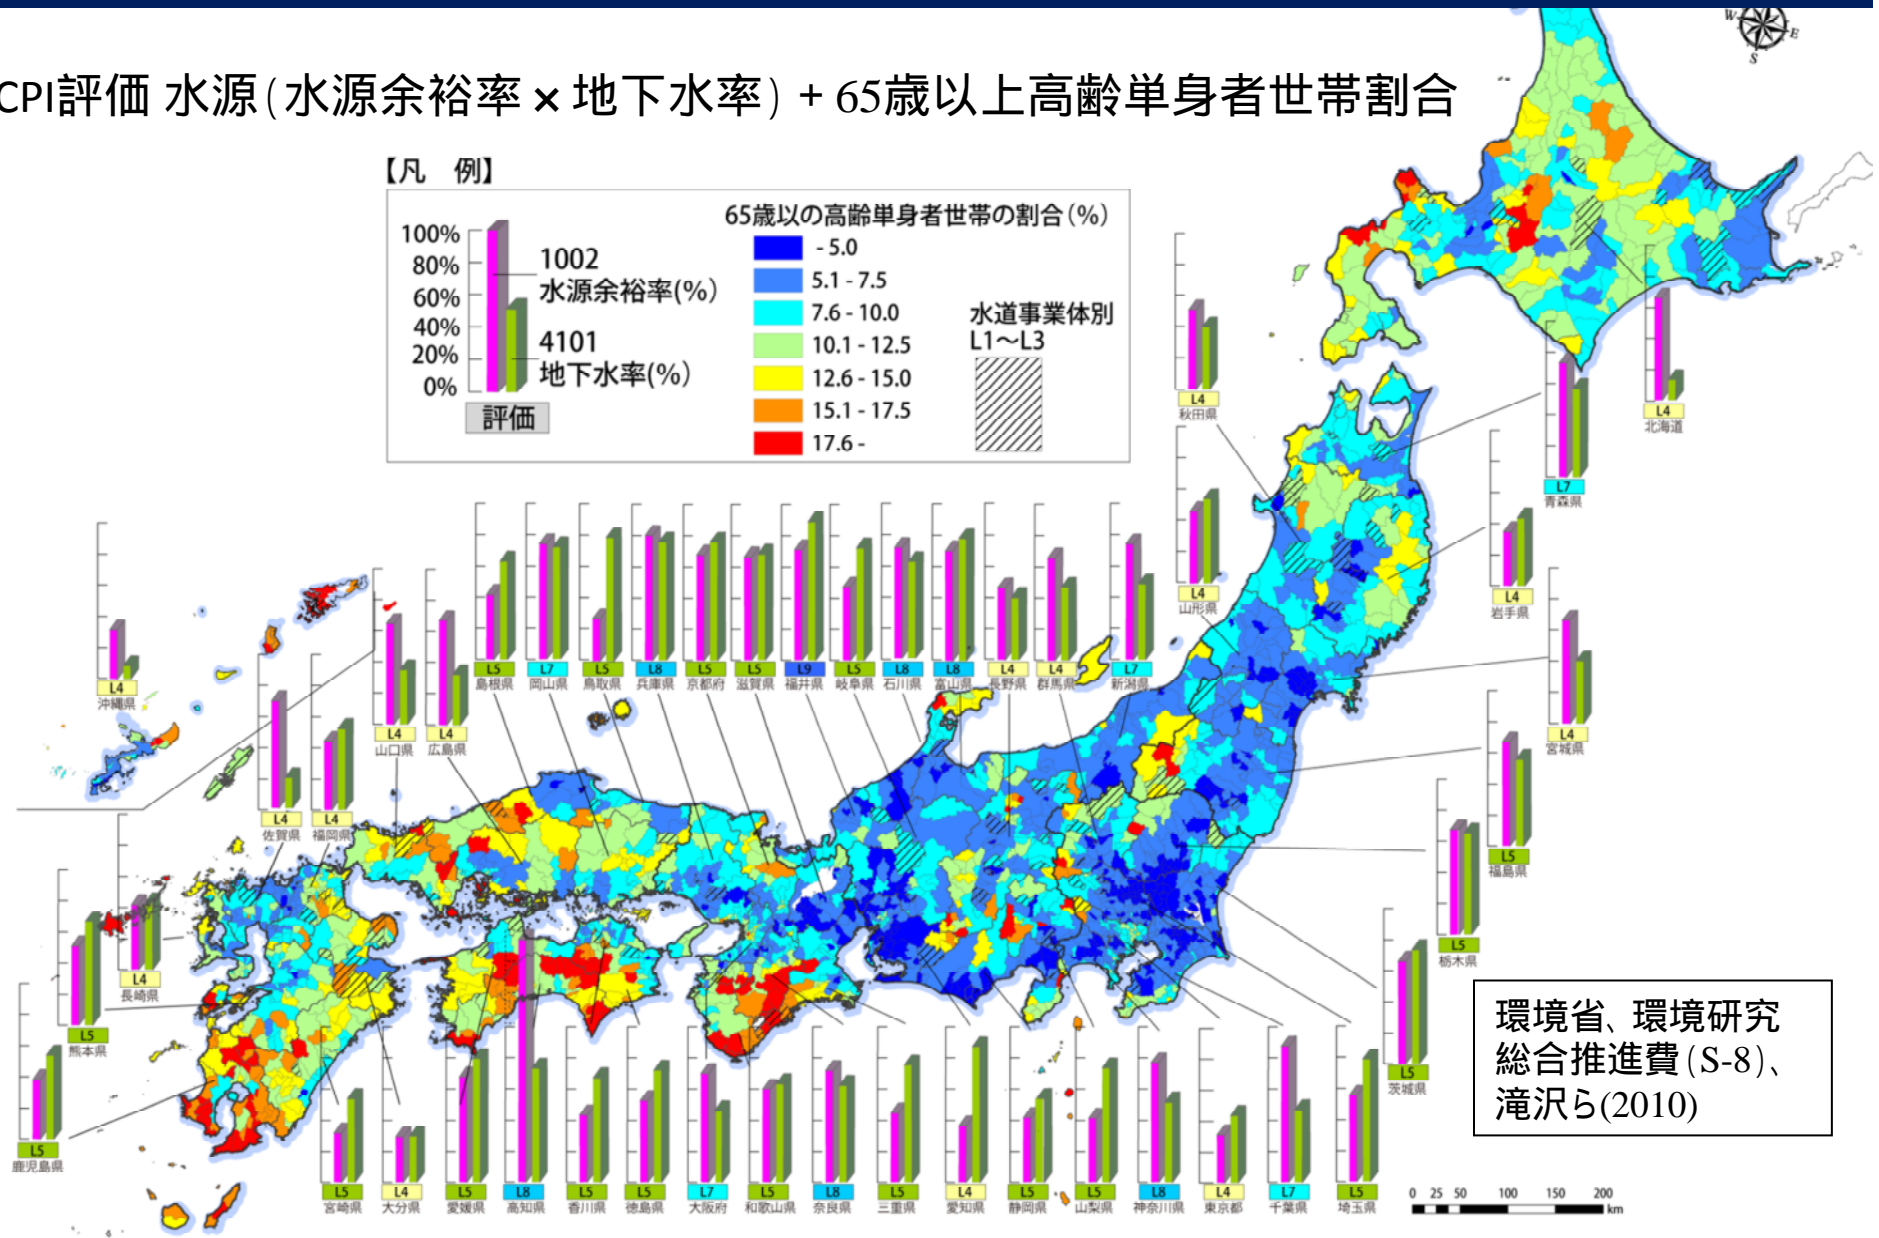 CPI評価 水源(水源余裕率×地下水率)+65歳以上高齢単身者世帯割合
W
E
S
【凡 例】
100%
80%
60%
40%
20%
0%
1002
水源余裕率(%)
4101
地下水率(%)
評価
65歳以の高齢単身者世帯の割合(%)
- 5.0
5.1 - 7.5
7.6 - 10.0
10.1 - 12.5
12.6 - 15.0
15.1 - 17.5
17.6 -
水道事業体別
L1～L3
L4
秋田県
L4
北海道
L7
青森県
L4
山形県
L4
岩手県
L4
宮城県
L5
福島県
L5
栃木県
L5
茨城県
L5
島根県
L7
岡山県
L5
鳥取県
L8
兵庫県
L5
京都府
L5
滋賀県
L9
福井県
L5
岐阜県
L8
石川県
L8
富山県
L4
長野県
L4
群馬県
L7
新潟県
L4
沖縄県
L4
山口県
L4
広島県
L4
佐賀県
L4
福岡県
L4
長崎県
L5
熊本県
L5
鹿児島県
L5
宮崎県
L4
大分県
L5
愛媛県
L8
高知県
L5
香川県
L5
徳島県
L7
大阪府
L5
和歌山県
L8
奈良県
L5
三重県
L4
愛知県
L5
静岡県
L5
山梨県
L8
神奈川県
L4
東京都
L7
千葉県
L5
埼玉県
環境省、環境研究
総合推進費(S-8)、
滝沢ら(2010)
0 25 50 100 150 200
km